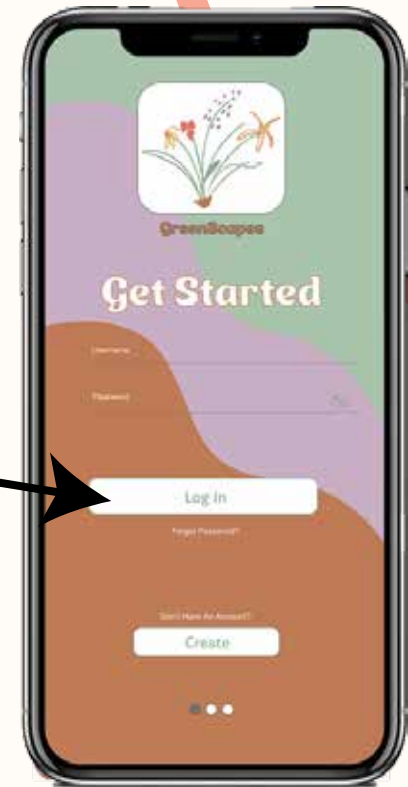 GreenScapes
Get Started
Username
Password
Log In
Forgot Password?
Don't Have An Account?
Create